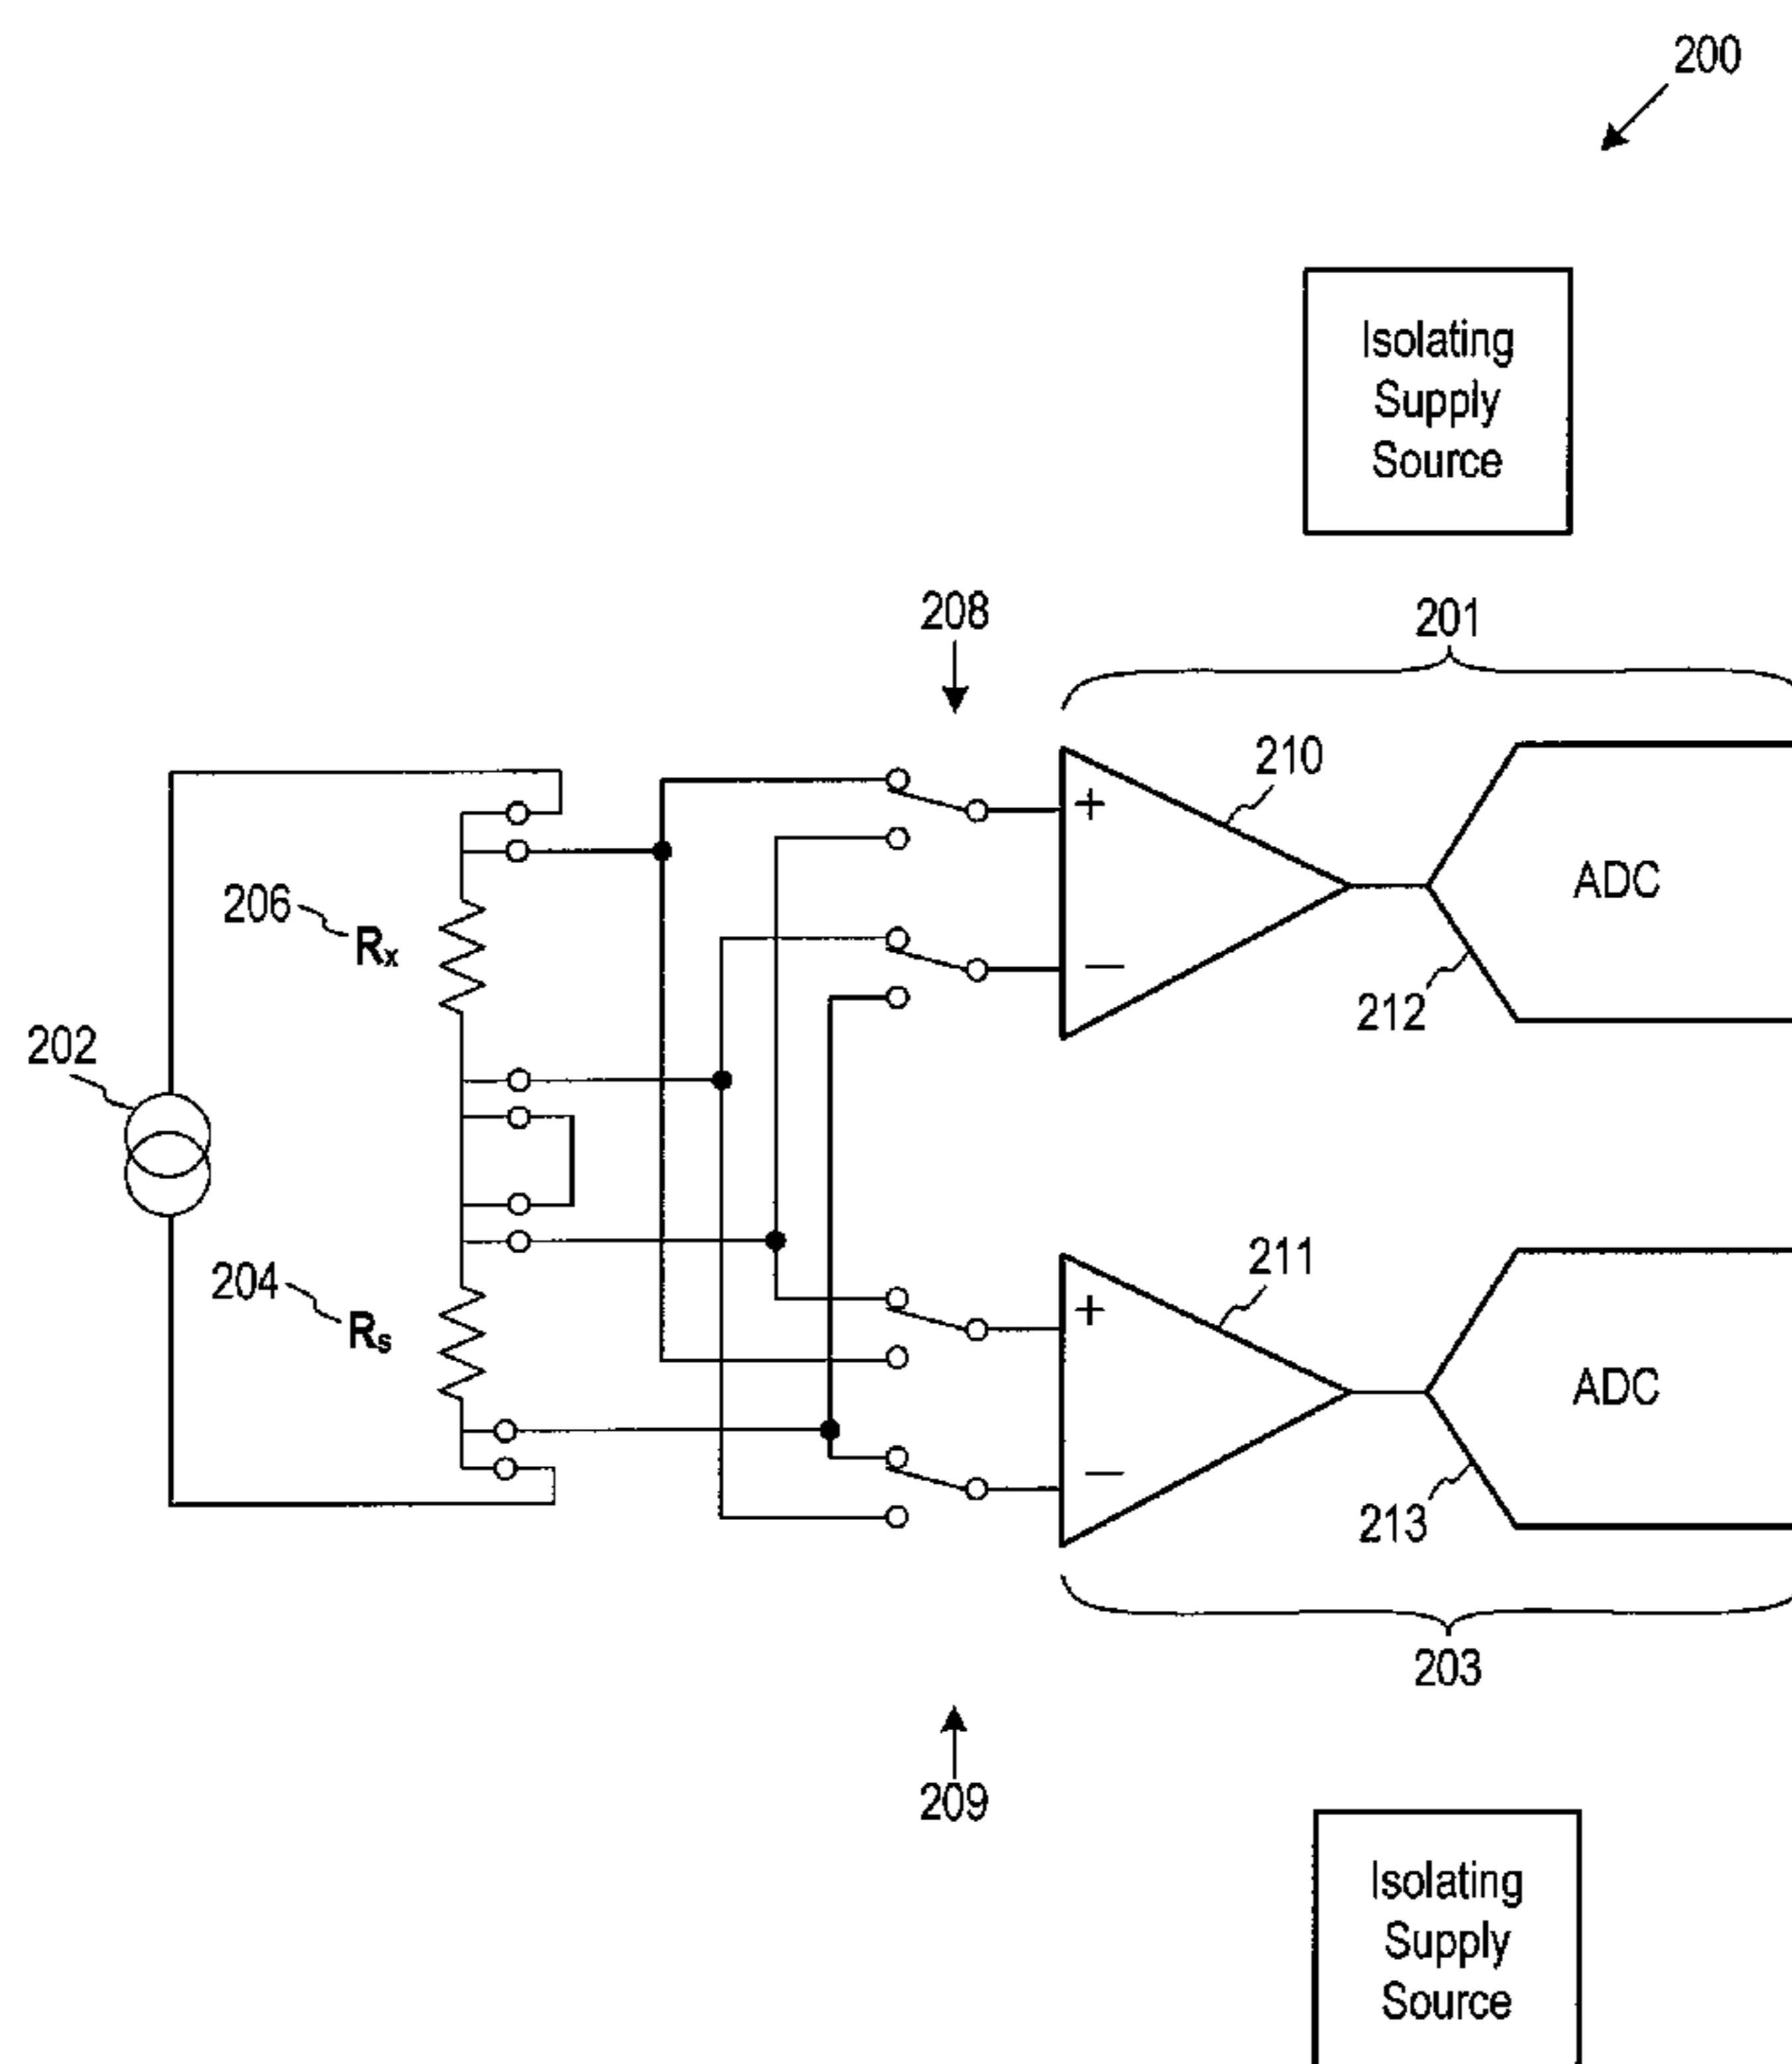 200
Isolating
Supply
Source
208
201
210
+
ADC
206
Rx
—
212
202
211
204
Rs
+
ADC
—
213
203
209
Isolating
Supply
Source